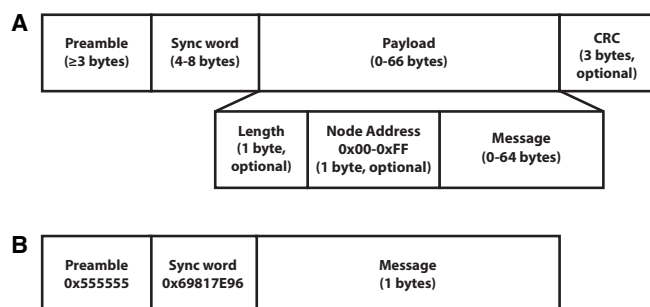 A
Preamble
(≥3 bytes)
Sync word
(4-8 bytes)
Payload
(0-66 bytes)
CRC
(3 bytes,
optional)
Length
(1 byte,
optional)
Node Address
0x00-0xFF
(1 byte, optional)
Message
(0-64 bytes)
B
Preamble
0x555555
Sync word
0x69817E96
Message
(1 bytes)